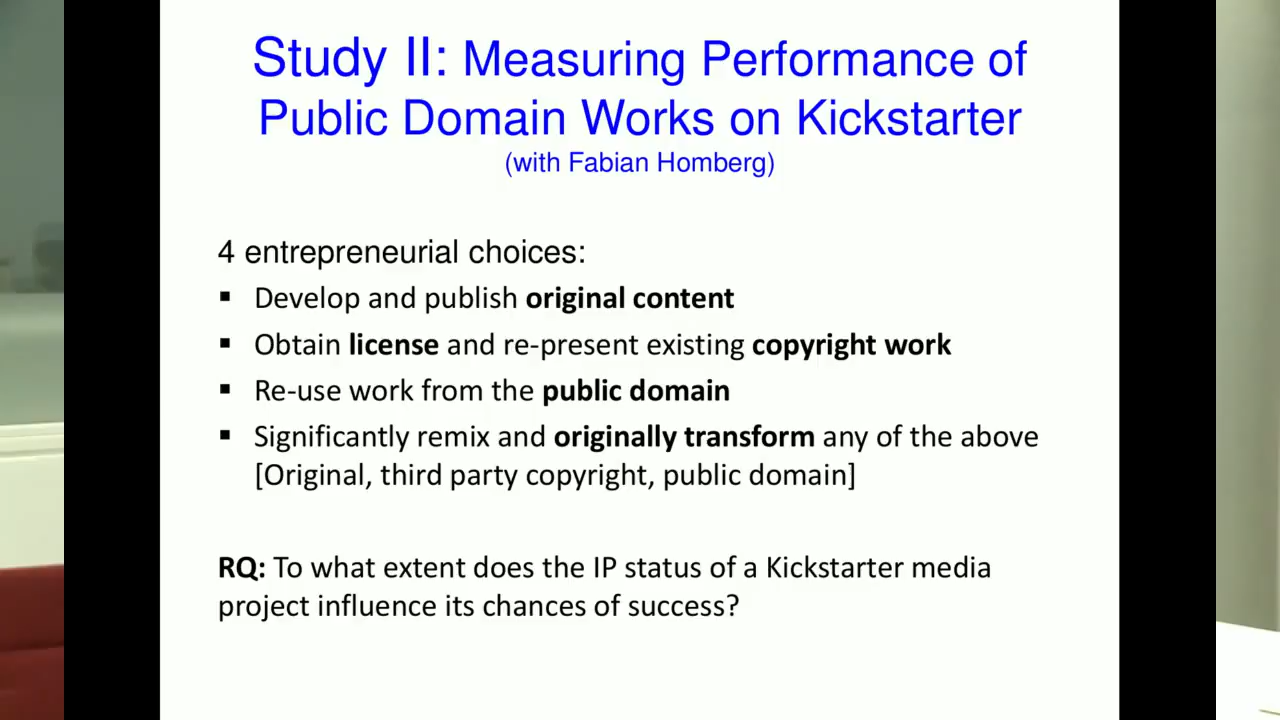 Study II: Measuring Performance of
Public Domain Works on Kickstarter
(with Fabian Homberg)
4 entrepreneurial choices:
▪ Develop and publish original content
▪ Obtain license and re-present existing copyright work
▪ Re-use work from the public domain
▪ Significantly remix and originally transform any of the above
[Original, third party copyright, public domain]
RQ: To what extent does the IP status of a Kickstarter media
project influence its chances of success?